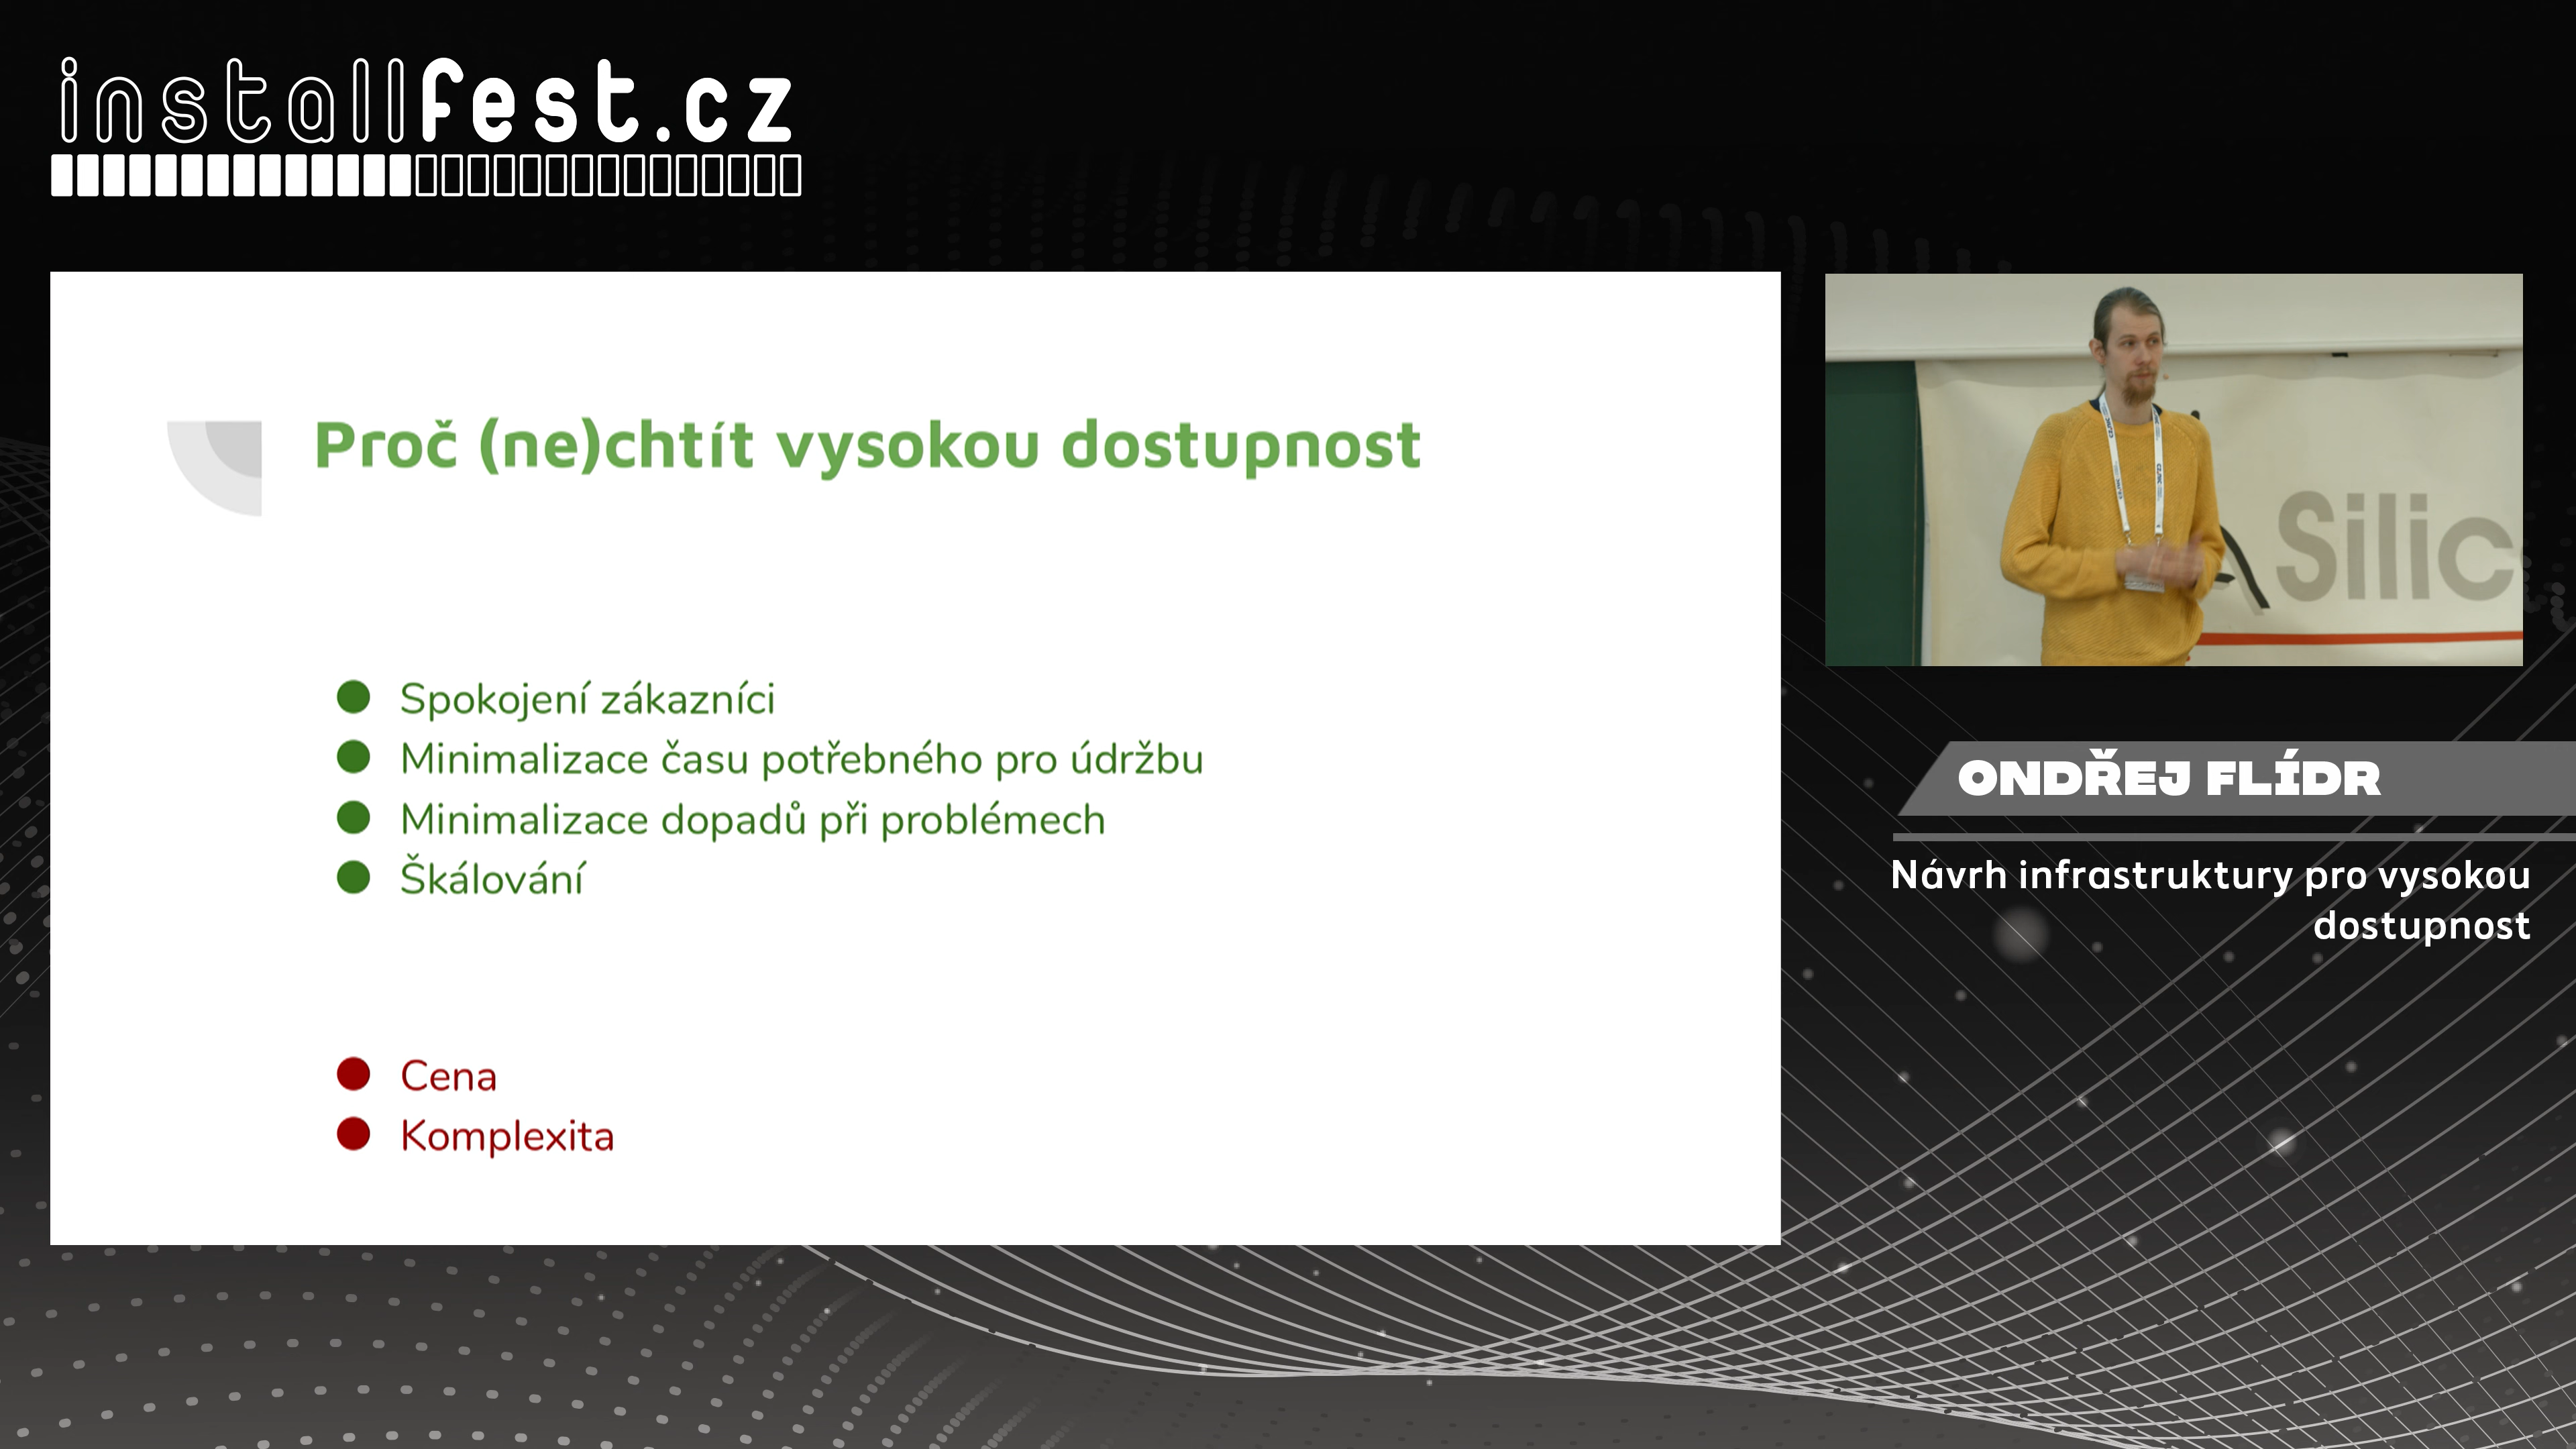 installfest.cz
Proč (ne)chtít vysokou dostupnost
Spokojení zákazníci
Minimalizace času potřebného pro údržbu
Minimalizace dopadů při problémech
Škálování
Cena
Komplexita
Silic
ONDŘEJ FLÍDR
Návrh infrastruktury pro vysokou
dostupnost